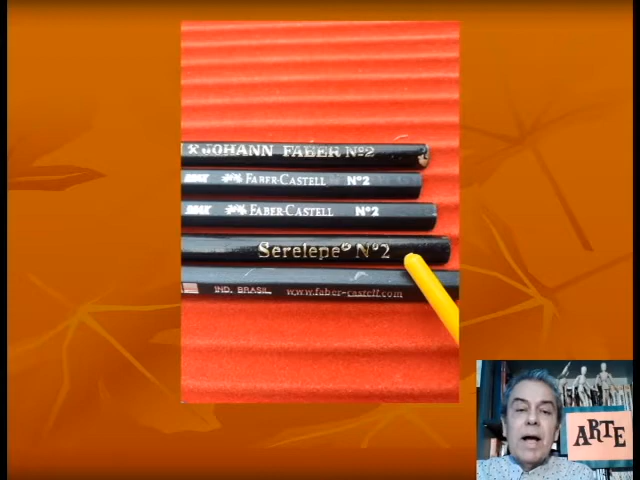 JOHANN FABER Nº2
FABER-CASTELL Nº2
FABER-CASTELL Nº2
Serelepe® Nº2
IND. BRASIL www.faber-castell.com
ARTE